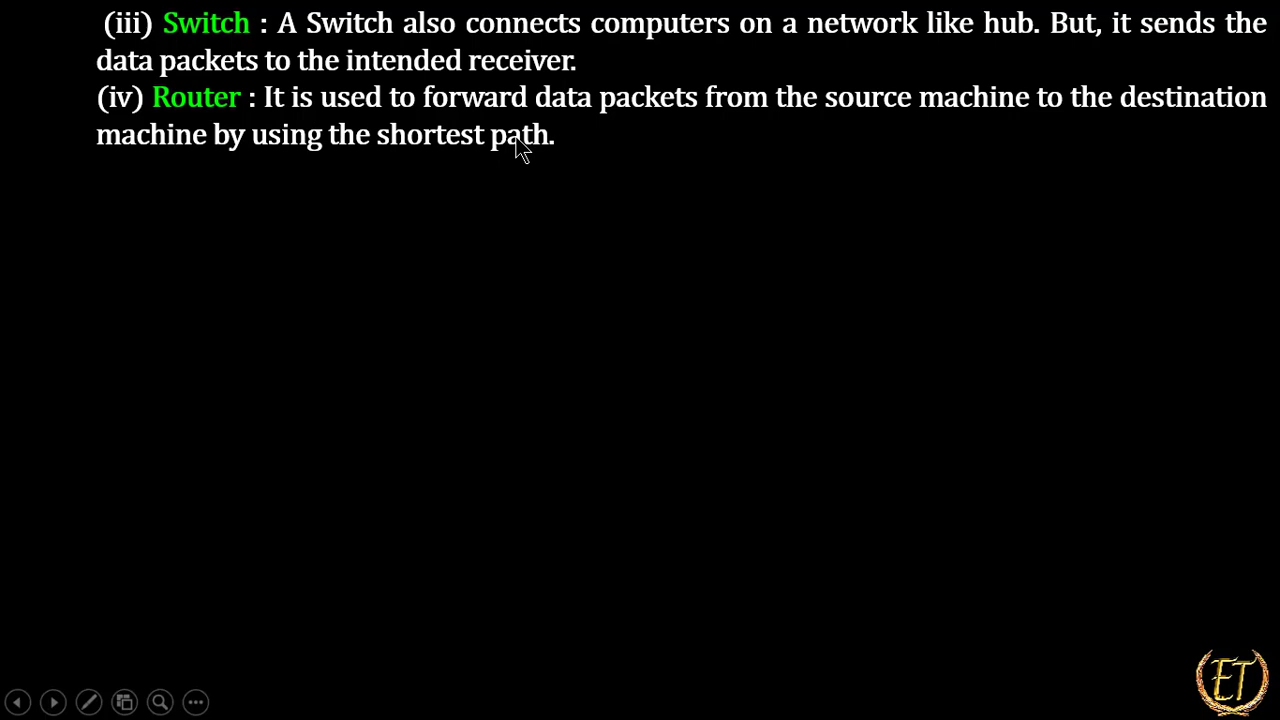 (iii) Switch : A Switch also connects computers on a network like hub. But, it sends the
data packets to the intended receiver.
(iv) Router : It is used to forward data packets from the source machine to the destination
machine by using the shortest path.
ET